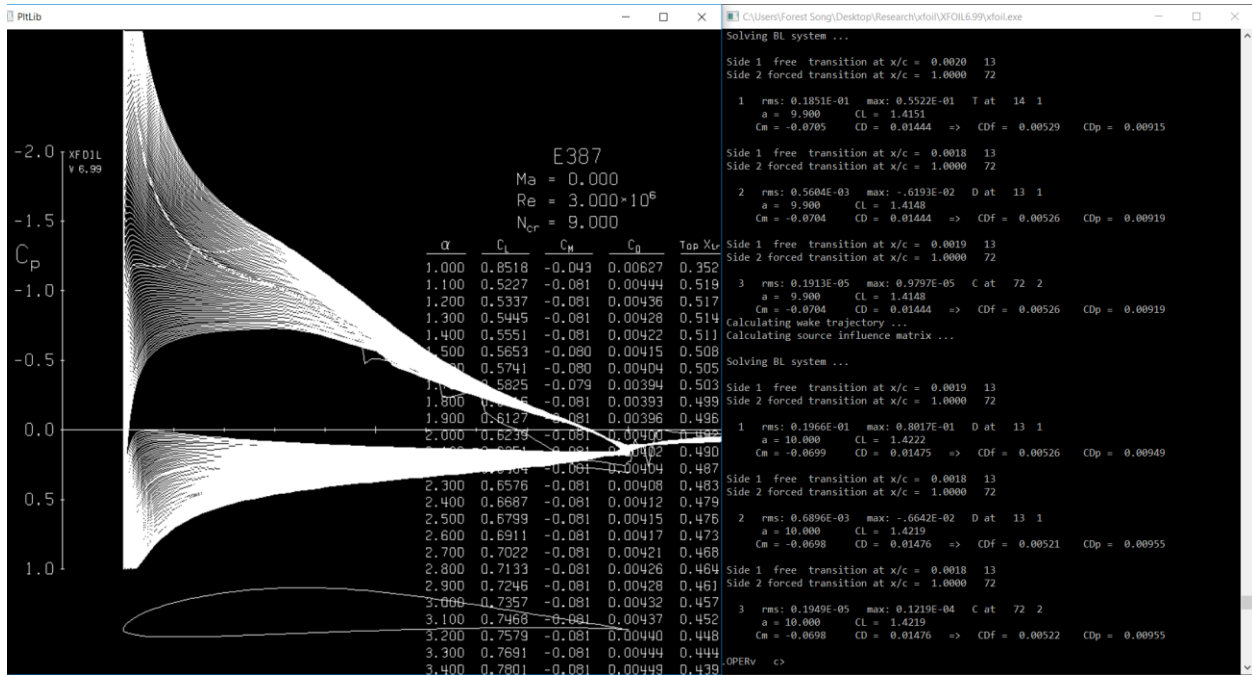 PltLib
-2.0
XFOIL
V 6.99
-1.5
Cp
-1.0
-0.5
0.0
0.5
1.0
E387
Ma = 0.000
Re = 3.000×10⁶
Ncr = 9.000
α CL CM CD Top Xtr
1.000 0.8518 -0.043 0.00627 0.352
1.100 0.5227 -0.081 0.00444 0.519
1.200 0.5337 -0.081 0.00436 0.517
1.300 0.5445 -0.081 0.00428 0.514
1.400 0.5551 -0.081 0.00422 0.511
.500 0.5653 -0.080 0.00415 0.508
0.5741 -0.080 0.00404 0.505
.5825 -0.079 0.00394 0.503
1.800 -0.081 0.00393 0.499
1.900 0.6127 -0.081 0.00396 0.496
2.000 0.6239 -0.081 0.00400
-0.081 0.490
-0.081 0.00404 0.487
2.300 0.6576 -0.081 0.00408 0.483
2.400 0.6687 -0.081 0.00412 0.479
2.500 0.6799 -0.081 0.00415 0.476
2.600 0.6911 -0.081 0.00417 0.473
2.700 0.7022 -0.081 0.00421 0.468
2.800 0.7133 -0.081 0.00426 0.464
2.900 0.7246 -0.081 0.00428 0.461
3.000 0.7357 -0.081 0.00432 0.457
3.100 0.7468 -0.081 0.00437 0.452
3.200 0.7579 -0.081 0.00440 0.448
3.300 0.7691 -0.081 0.00444 0.444
3.400 0.7801 -0.081 0.00449 0.439
C:\Users\Forest Song\Desktop\Research\xfoil\XFOIL6.99\xfoil.exe
Solving BL system ...
Side 1 free transition at x/c = 0.0020 13
Side 2 forced transition at x/c = 1.0000 72
1 rms: 0.1851E-01 max: 0.5522E-01 T at 14 1
a = 9.900 CL = 1.4151
Cm = -0.0705 CD = 0.01444 => CDf = 0.00529 CDp = 0.00915
Side 1 free transition at x/c = 0.0018 13
Side 2 forced transition at x/c = 1.0000 72
2 rms: 0.5604E-03 max: -.6193E-02 D at 13 1
a = 9.900 CL = 1.4148
Cm = -0.0704 CD = 0.01444 => CDf = 0.00526 CDp = 0.00919
Side 1 free transition at x/c = 0.0019 13
Side 2 forced transition at x/c = 1.0000 72
3 rms: 0.1913E-05 max: 0.9797E-05 C at 72 2
a = 9.900 CL = 1.4148
Cm = -0.0704 CD = 0.01444 => CDf = 0.00526 CDp = 0.00919
Calculating wake trajectory ...
Calculating source influence matrix ...
Solving BL system ...
Side 1 free transition at x/c = 0.0019 13
Side 2 forced transition at x/c = 1.0000 72
1 rms: 0.1966E-01 max: 0.8017E-01 D at 13 1
a = 10.000 CL = 1.4222
Cm = -0.0699 CD = 0.01475 => CDf = 0.00526 CDp = 0.00949
Side 1 free transition at x/c = 0.0018 13
Side 2 forced transition at x/c = 1.0000 72
2 rms: 0.6896E-03 max: -.6642E-02 D at 13 1
a = 10.000 CL = 1.4219
Cm = -0.0698 CD = 0.01476 => CDf = 0.00521 CDp = 0.00955
Side 1 free transition at x/c = 0.0018 13
Side 2 forced transition at x/c = 1.0000 72
3 rms: 0.1949E-05 max: 0.1219E-04 C at 72 2
a = 10.000 CL = 1.4219
Cm = -0.0698 CD = 0.01476 => CDf = 0.00522 CDp = 0.00955
.OPERv c>